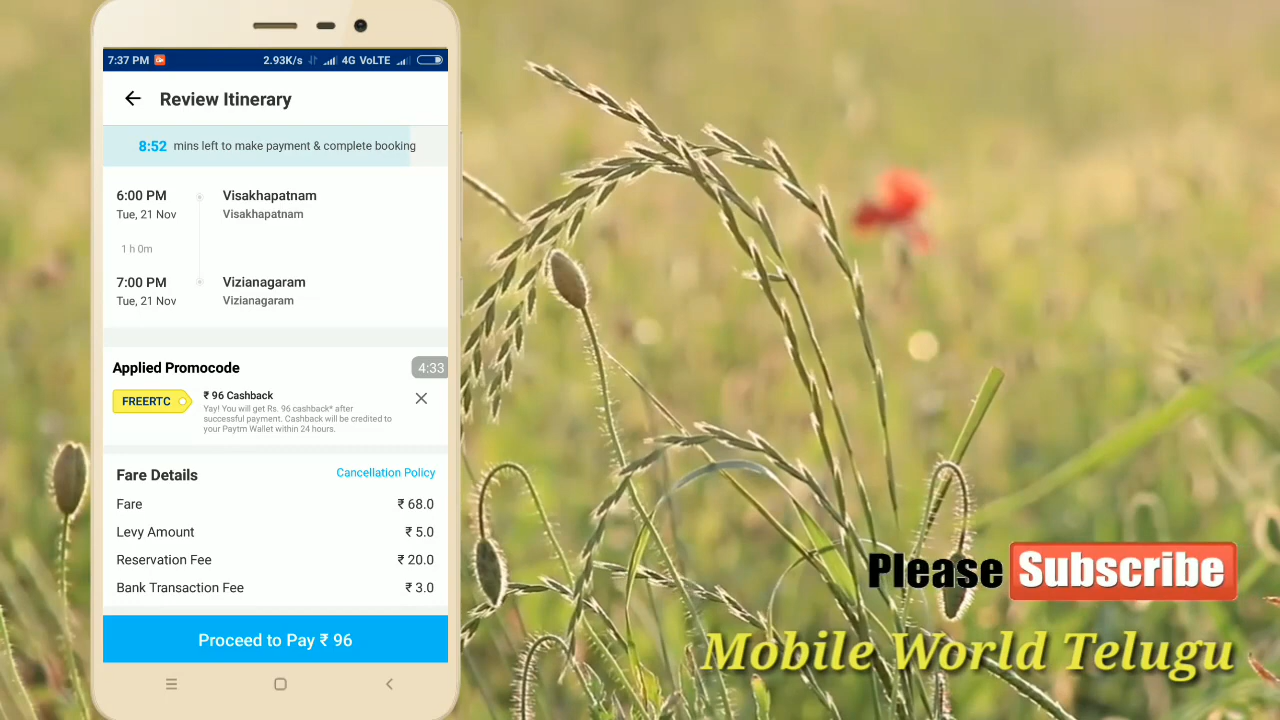 7:37 PM 2.93K/s 4G VoLTE
Review Itinerary
8:52 mins left to make payment & complete booking
6:00 PM Visakhapatnam
Tue, 21 Nov Visakhapatnam
1 h 0m
7:00 PM Vizianagaram
Tue, 21 Nov Vizianagaram
Applied Promocode 4:33
FREERTC
₹ 96 Cashback
Yay! You will get Rs. 96 cashback* after
successful payment. Cashback will be credited to
your Paytm Wallet within 24 hours.
Fare Details Cancellation Policy
Fare ₹ 68.0
Levy Amount ₹ 5.0
Reservation Fee ₹ 20.0
Bank Transaction Fee ₹ 3.0
Proceed to Pay ₹ 96
Please Subscribe
Mobile World Telugu